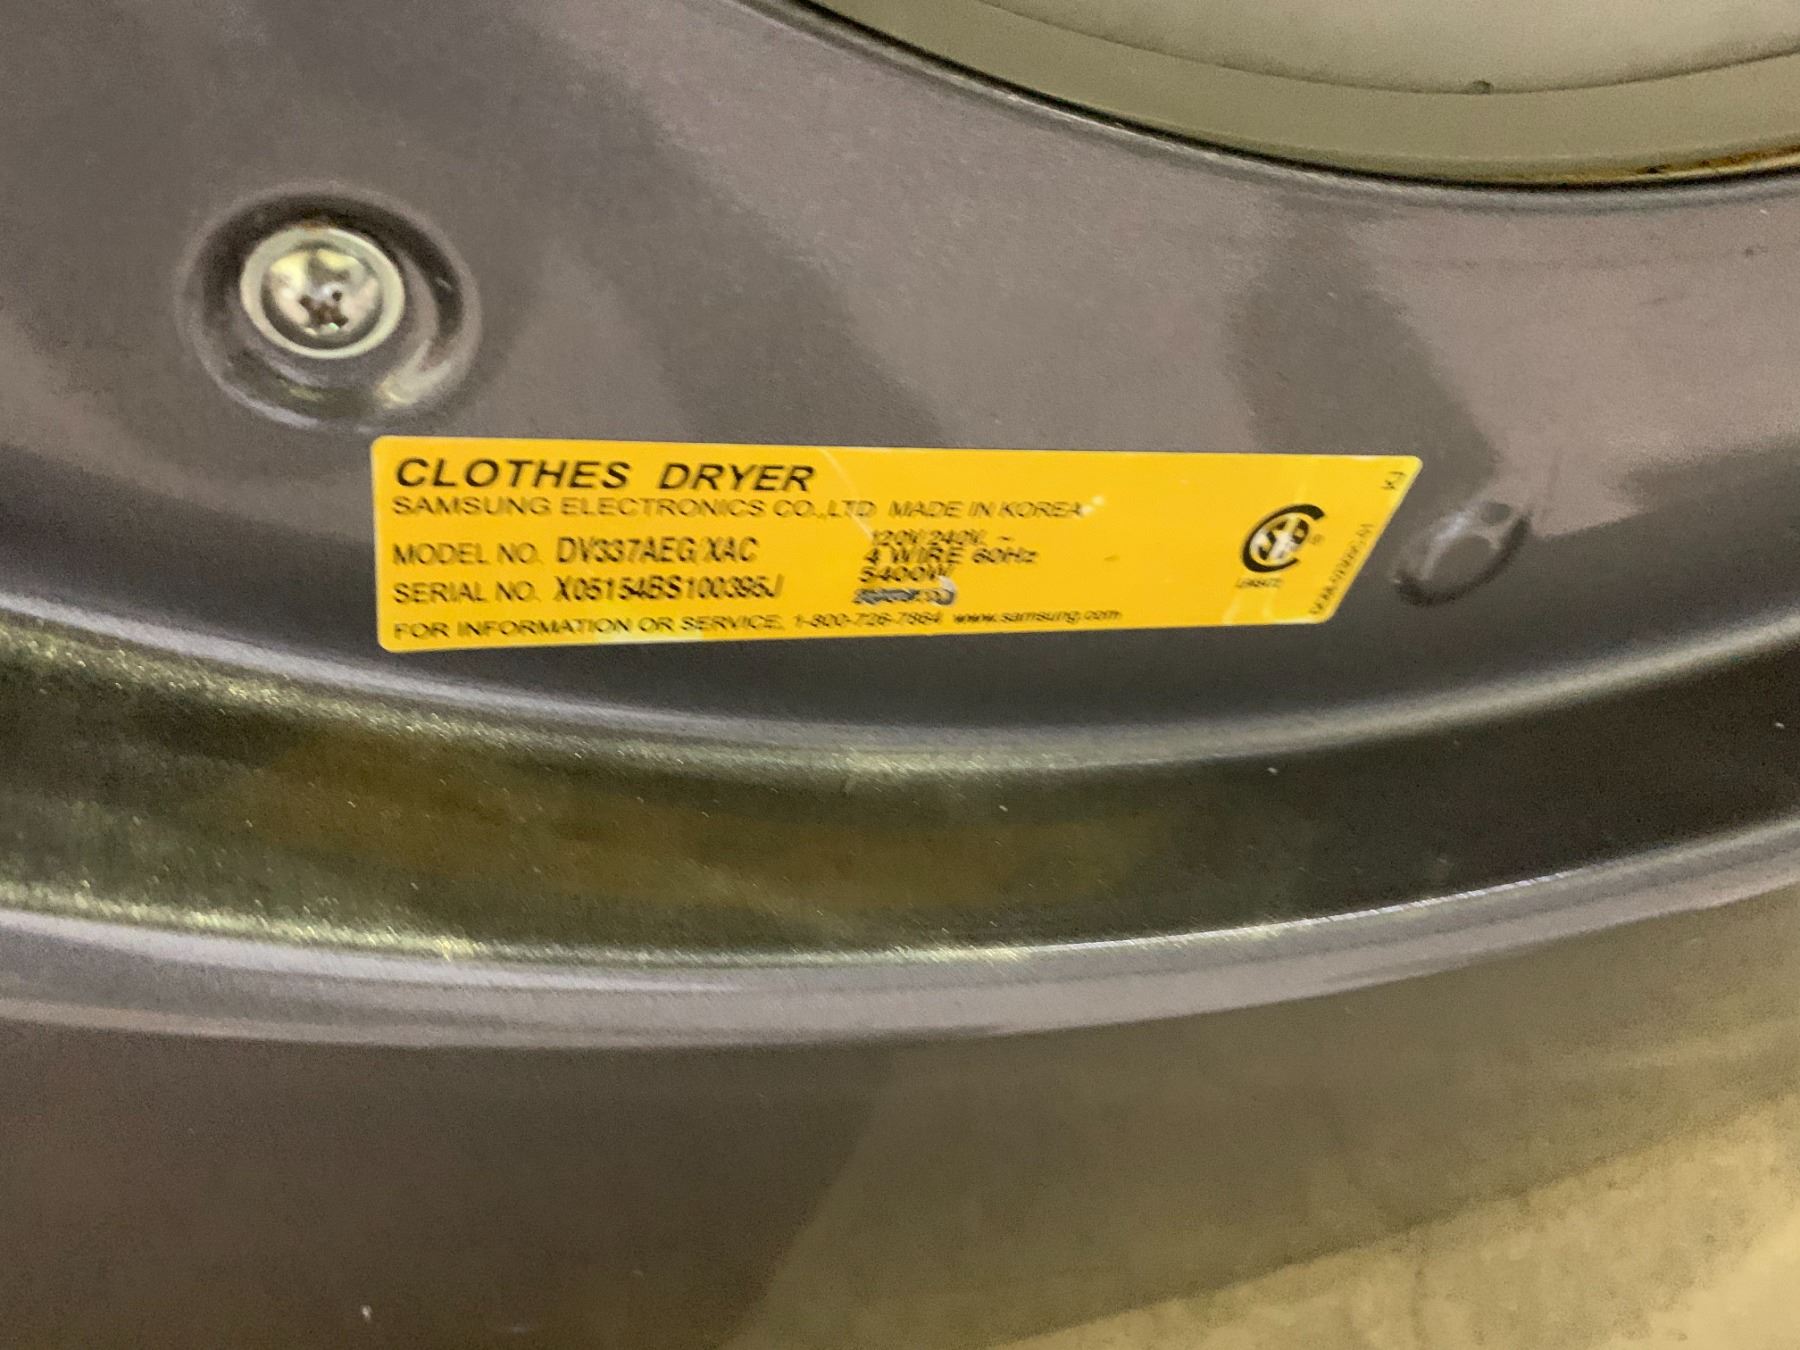 CLOTHES DRYER
SAMSUNG ELECTRONICS CO.,LTD MADE IN KOREA
MODEL NO. DV337AEG/XAC
120V/240V, ~
4 WIRE 60Hz
5400W
SERIAL NO. X05154BS100395J
FOR INFORMATION OR SERVICE, 1-800-726-7864 www.samsung.com